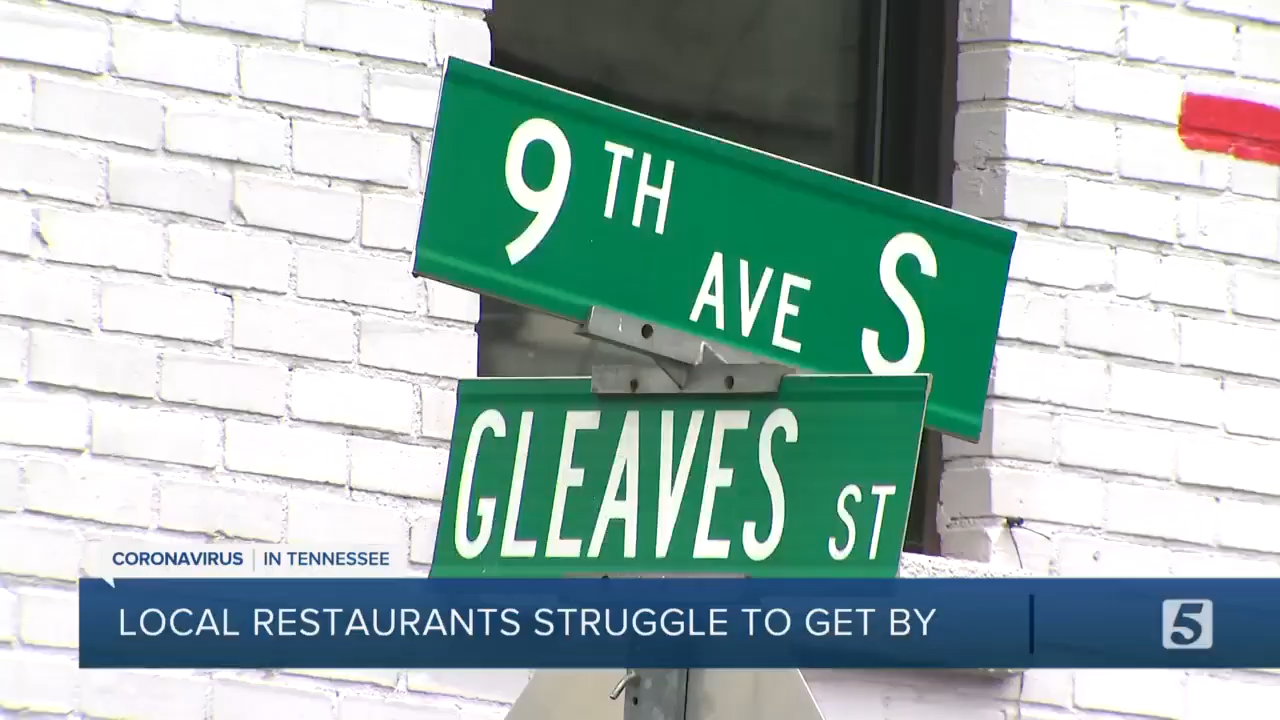 9TH AVE S
GLEAVES ST
CORONAVIRUS | IN TENNESSEE
LOCAL RESTAURANTS STRUGGLE TO GET BY
5